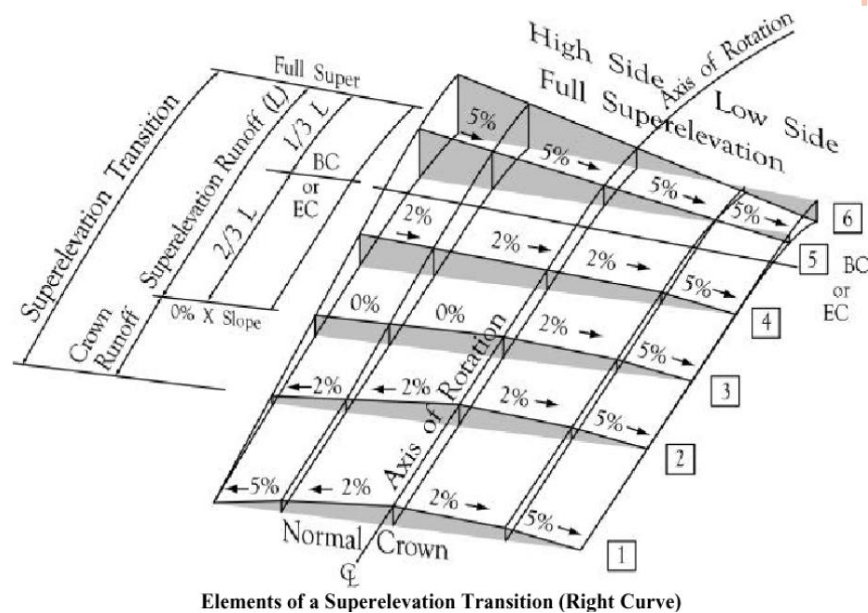 High Side
Full Superelevation
Axis of Rotation
Low Side
Full Super
Superelevation Transition
Superelevation Runoff (L)
1/3 L
2/3 L
BC
or
EC
0% X Slope
Crown
Runoff
5%
5%
5%
5%
6
5
BC
or
EC
2%
2%
2%
5%
4
0%
0%
2%
5%
3
2%
2%
2%
5%
2
Axis of Rotation
5%
2%
2%
5%
1
Normal Crown
℄
Elements of a Superelevation Transition (Right Curve)